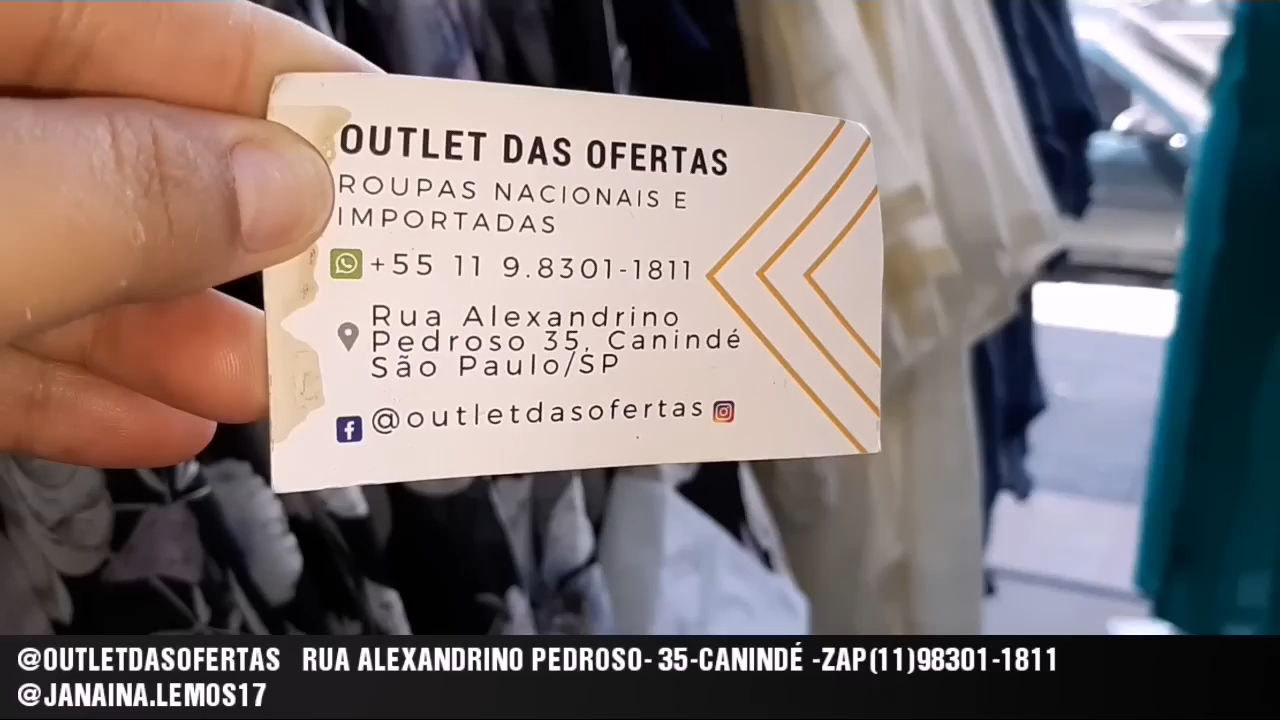 OUTLET DAS OFERTAS
ROUPAS NACIONAIS E
IMPORTADAS
+55 11 9.8301-1811
Rua Alexandrino
Pedroso 35, Canindé
São Paulo/SP
@outletdasofertas
@OUTLETDASOFERTAS RUA ALEXANDRINO PEDROSO- 35-CANINDÉ -ZAP(11)98301-1811
@JANAINA.LEMOS17